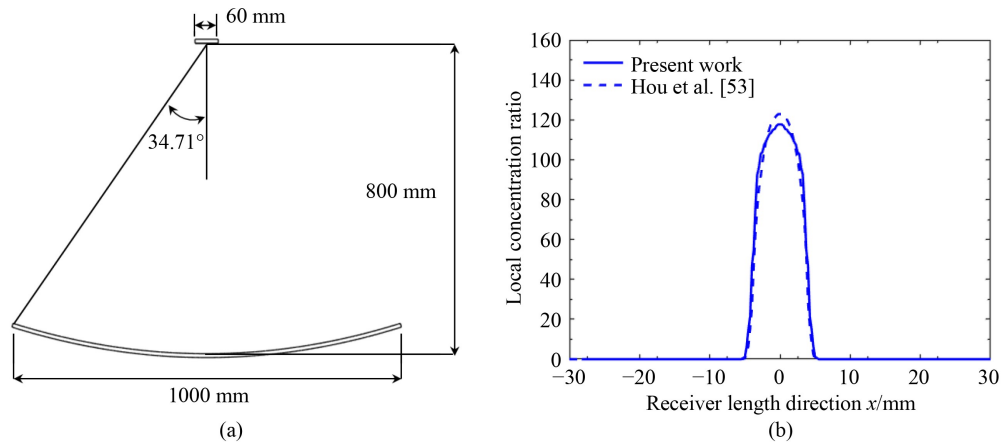 60 mm
34.71°
800 mm
1000 mm
(a)
160
140
120
100
80
60
40
20
0
Local concentration ratio
Present work
Hou et al. [53]
−30 −20 −10 0 10 20 30
Receiver length direction x/mm
(b)